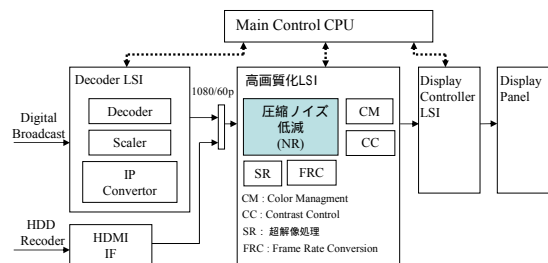 Main Control CPU
Decoder LSI
Decoder
Scaler
IP
Convertor
Digital
Broadcast
HDD
Recoder
HDMI
IF
1080/60p
高画質化LSI
圧縮ノイズ
低減
(NR)
CM
CC
SR
FRC
CM : Color Managment
CC : Contrast Control
SR : 超解像処理
FRC : Frame Rate Conversion
Display
Controller
LSI
Display
Panel